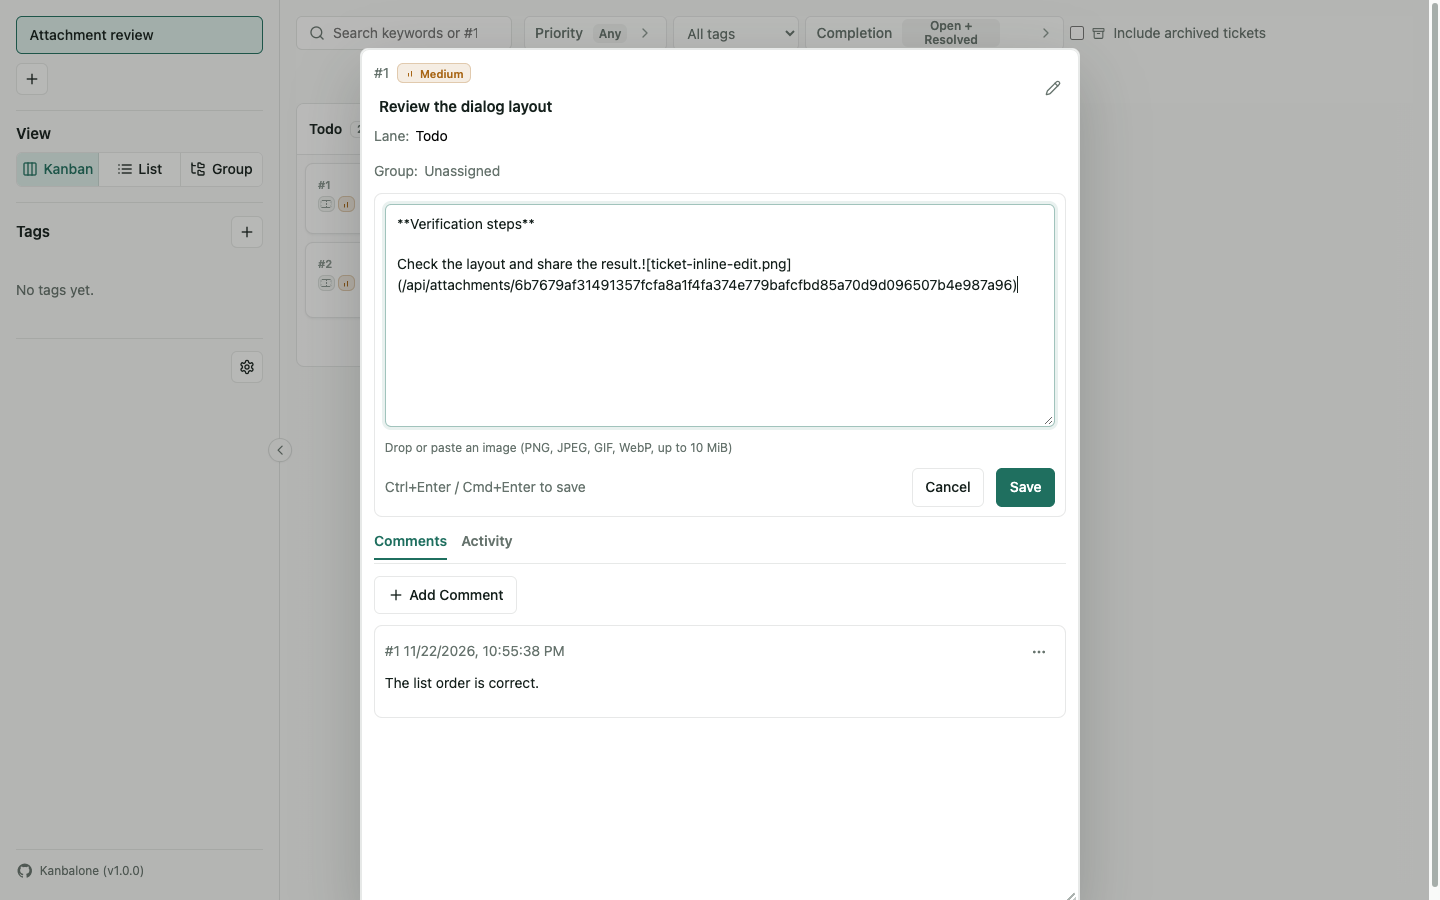 Attachment review
Search keywords or #1
Priority Any
All tags
Completion
Open +
Resolved
Include archived tickets
View
Kanban
List
Group
Tags
No tags yet.
Kanbalone (v1.0.0)
Todo
#1
#2
#1 Medium
Review the dialog layout
Lane: Todo
Group: Unassigned
**Verification steps**
Check the layout and share the result.![ticket-inline-edit.png]
(/api/attachments/6b7679af31491357fcfa8a1f4fa374e779bafcfbd85a70d9d096507b4e987a96)
Drop or paste an image (PNG, JPEG, GIF, WebP, up to 10 MiB)
Ctrl+Enter / Cmd+Enter to save
Cancel
Save
Comments
Activity
Add Comment
#1 11/22/2026, 10:55:38 PM
The list order is correct.